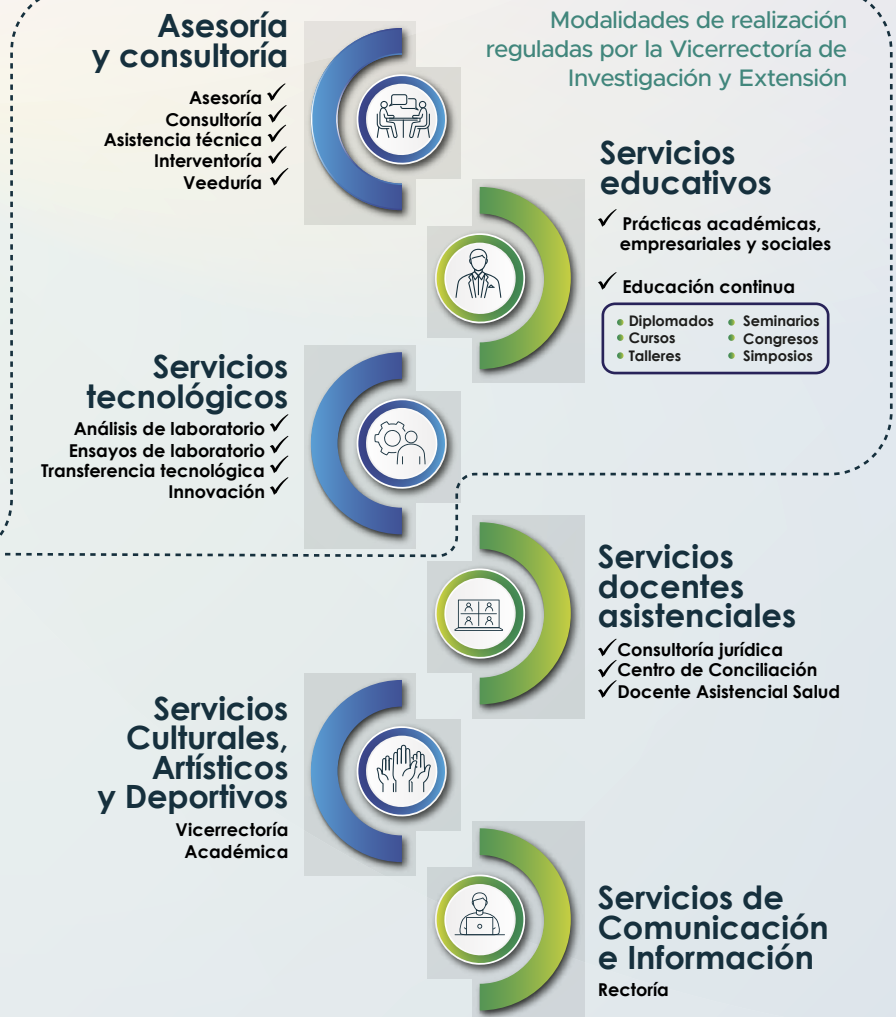 Asesoría
y consultoría
Asesoría ✓
Consultoría ✓
Asistencia técnica ✓
Interventoría ✓
Veeduría ✓
Modalidades de realización
reguladas por la Vicerrectoría de
Investigación y Extensión
Servicios
educativos
✓ Prácticas académicas,
empresariales y sociales
✓ Educación continua
• Diplomados
• Cursos
• Talleres
• Seminarios
• Congresos
• Simposios
Servicios
tecnológicos
Análisis de laboratorio ✓
Ensayos de laboratorio ✓
Transferencia tecnológica ✓
Innovación ✓
Servicios
docentes
asistenciales
✓Consultoría jurídica
✓Centro de Conciliación
✓Docente Asistencial Salud
Servicios
Culturales,
Artísticos
y Deportivos
Vicerrectoría
Académica
Servicios de
Comunicación
e Información
Rectoría